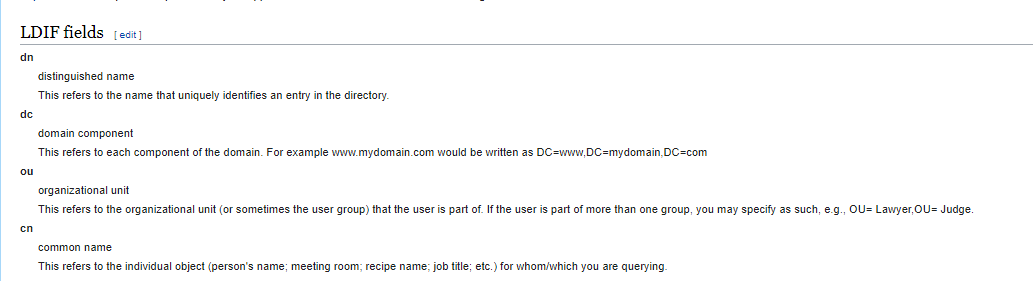 LDIF fields [ edit ]
dn
distinguished name
This refers to the name that uniquely identifies an entry in the directory.
dc
domain component
This refers to each component of the domain. For example www.mydomain.com would be written as DC=www,DC=mydomain,DC=com
ou
organizational unit
This refers to the organizational unit (or sometimes the user group) that the user is part of. If the user is part of more than one group, you may specify as such, e.g., OU= Lawyer,OU= Judge.
cn
common name
This refers to the individual object (person's name; meeting room; recipe name; job title; etc.) for whom/which you are querying.